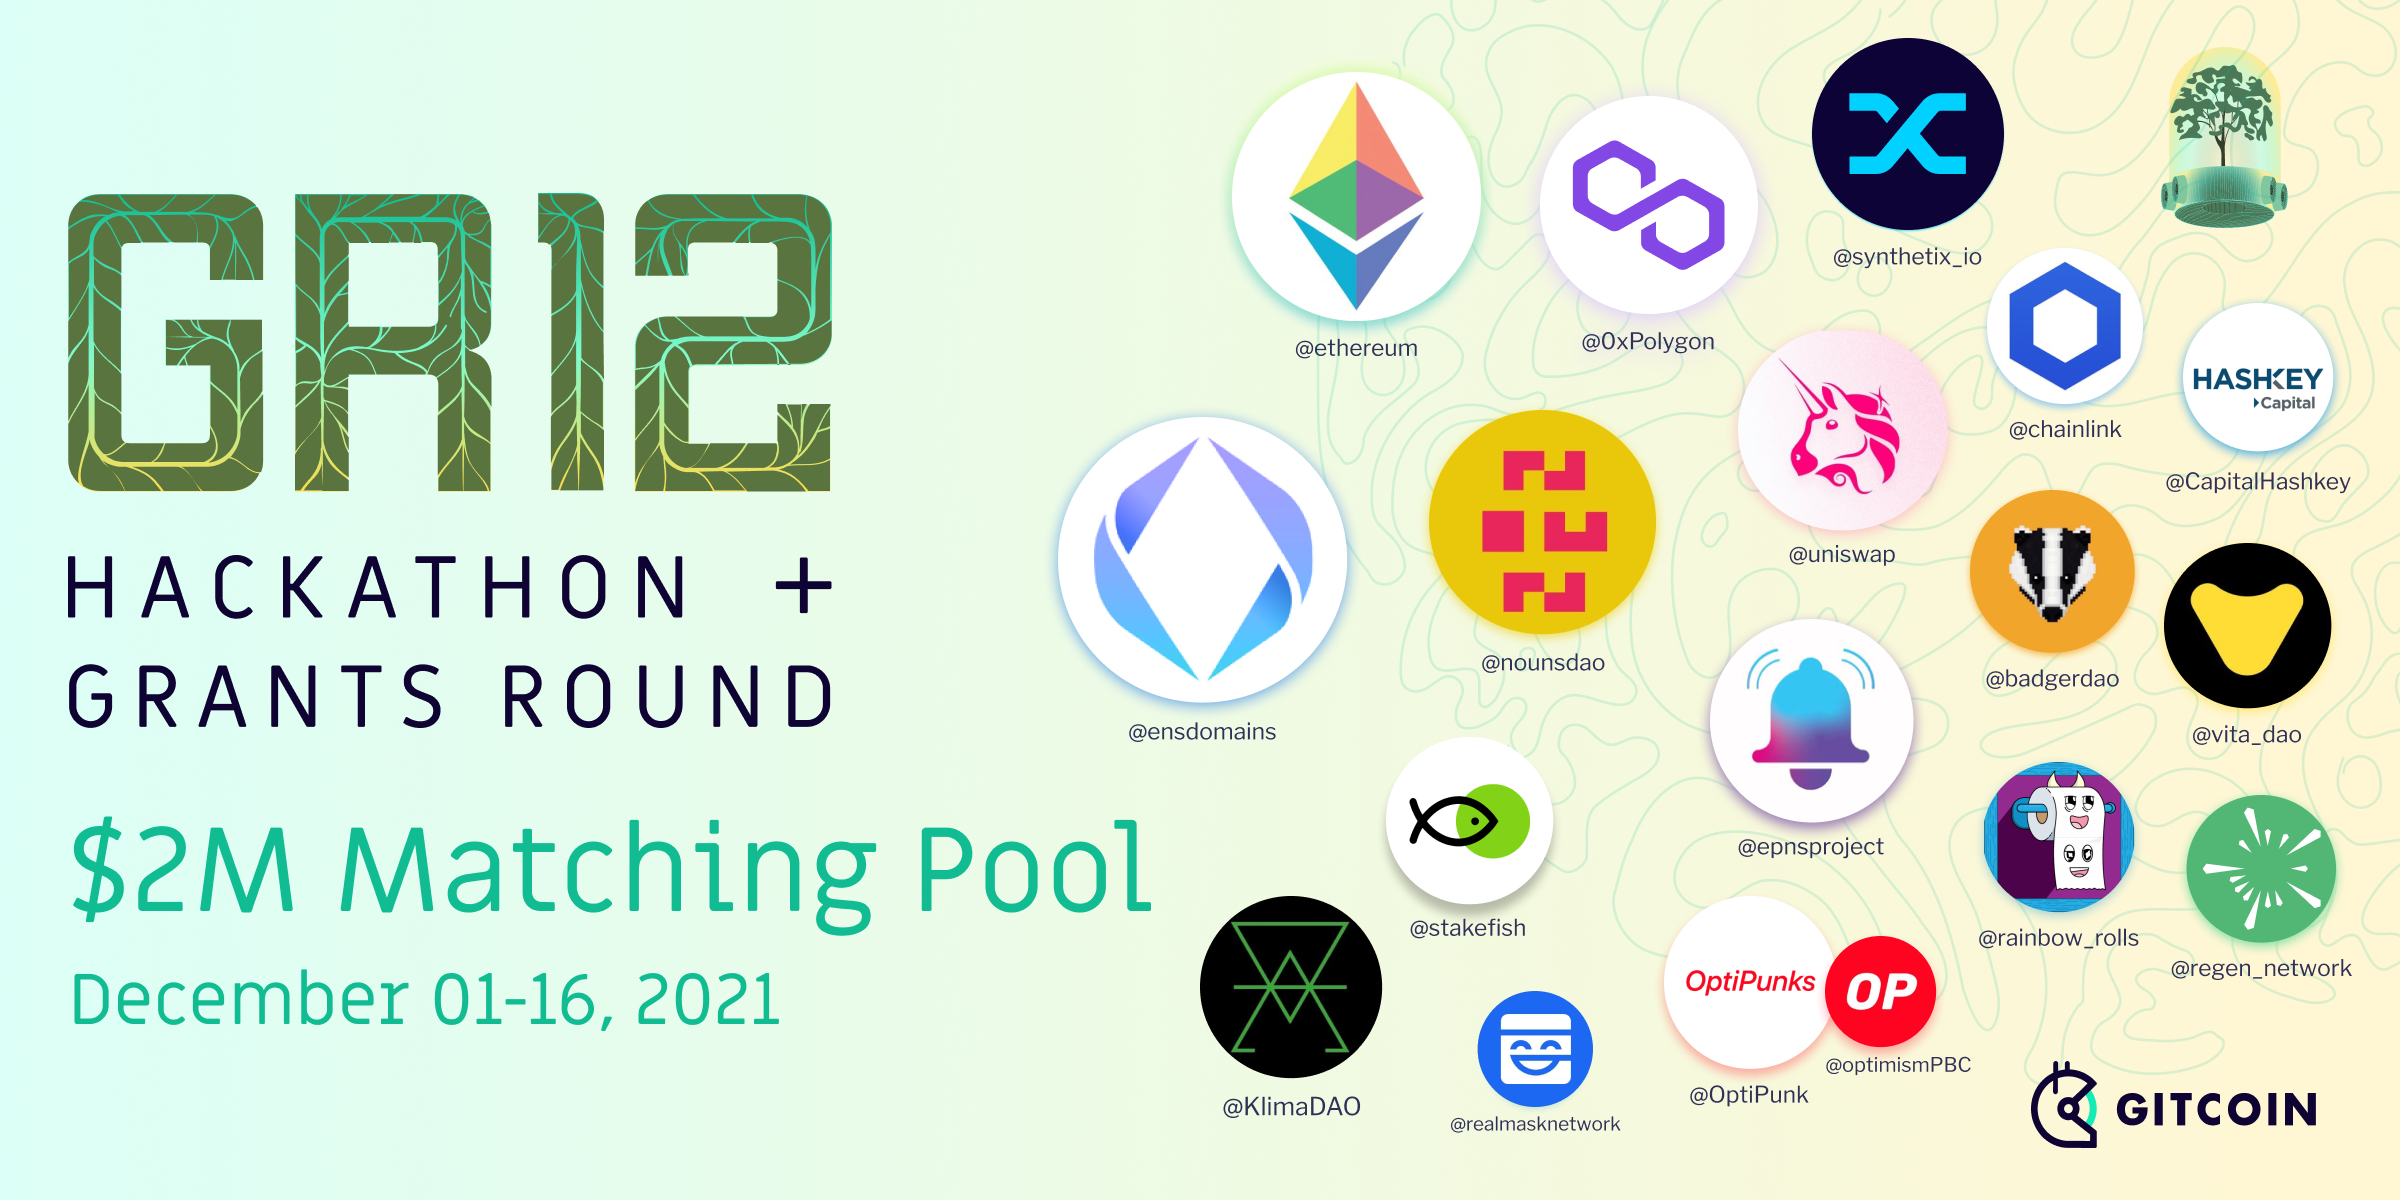 GR12
HACKATHON +
GRANTS ROUND
$2M Matching Pool
December 01-16, 2021
@ethereum
@0xPolygon
@synthetix_io
@chainlink
HASHKEY
Capital
@CapitalHashkey
@uniswap
@ensdomains
@nounsdao
@badgerdao
@vita_dao
@epnsproject
@stakefish
@rainbow_rolls
@regen_network
@KlimaDAO
@realmasknetwork
OptiPunks
@OptiPunk
OP
@optimismPBC
GITCOIN